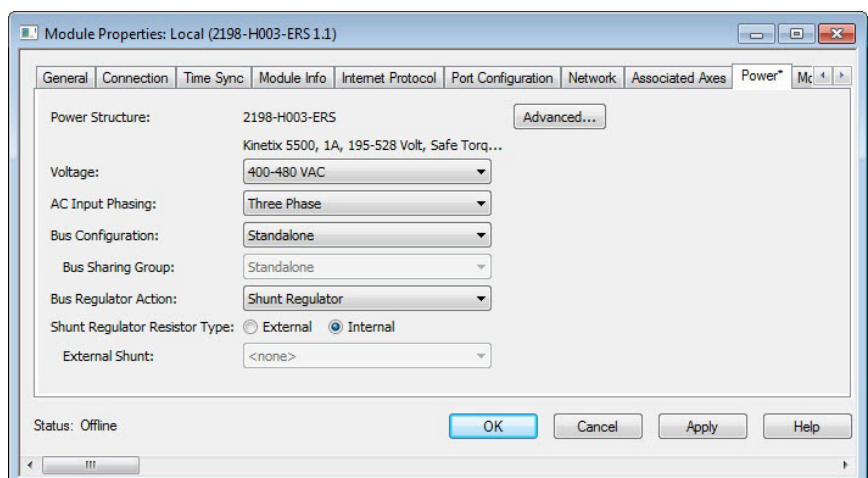 Module Properties: Local (2198-H003-ERS 1.1)
General Connection Time Sync Module Info Internet Protocol Port Configuration Network Associated Axes Power* Mc
Power Structure: 2198-H003-ERS Advanced...
Kinetix 5500, 1A, 195-528 Volt, Safe Torq...
Voltage: 400-480 VAC
AC Input Phasing: Three Phase
Bus Configuration: Standalone
Bus Sharing Group: Standalone
Bus Regulator Action: Shunt Regulator
Shunt Regulator Resistor Type: External Internal
External Shunt: <none>
Status: Offline OK Cancel Apply Help